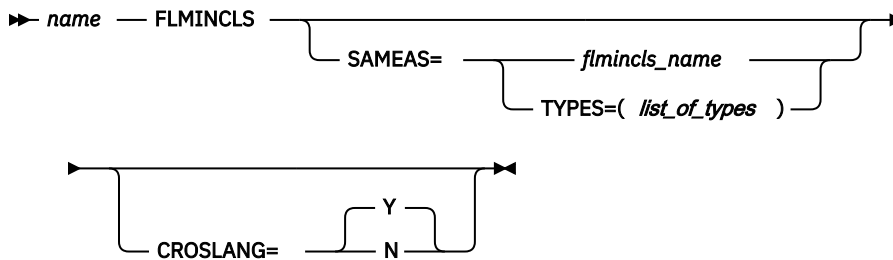 name FLMINCLS
SAMEAS= flmincls_name
TYPES=( list_of_types )
Y
CROSLANG= N